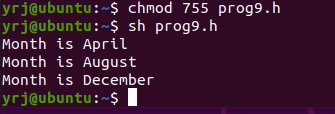 yrj@ubuntu:~$ chmod 755 prog9.h
yrj@ubuntu:~$ sh prog9.h
Month is April
Month is August
Month is December
yrj@ubuntu:~$